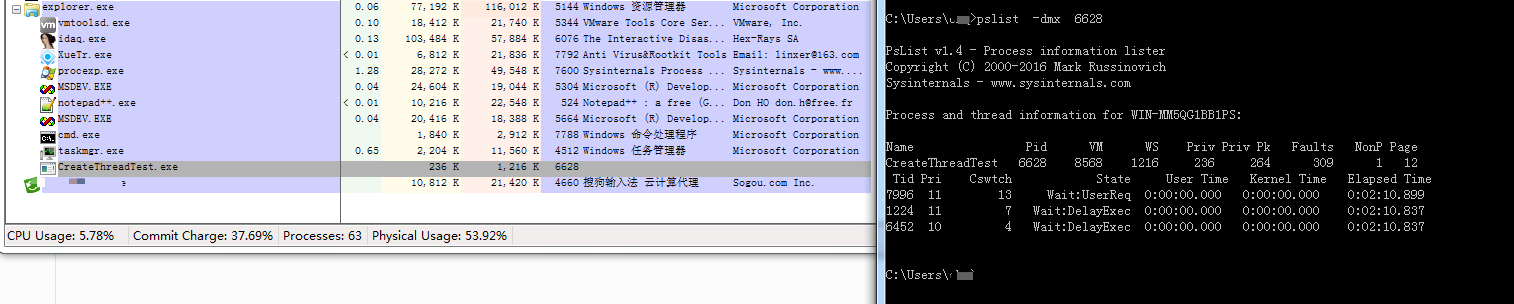 explorer.exe 0.06 77,192 K 116,012 K 5144 Windows 资源管理器 Microsoft Corporation
vmtoolsd.exe 0.10 18,412 K 21,740 K 5344 VMware Tools Core Ser... VMware, Inc.
idaq.exe 0.13 103,484 K 57,884 K 6076 The Interactive Disas... Hex-Rays SA
XueTr.exe < 0.01 6,812 K 21,836 K 7792 Anti Virus&Rootkit Tools Email: linxer@163.com
procexp.exe 1.28 28,272 K 49,548 K 7600 Sysinternals Process ... Sysinternals - www....
MSDEV.EXE 0.04 24,604 K 19,044 K 5304 Microsoft (R) Develop... Microsoft Corporation
notepad++.exe < 0.01 10,216 K 22,548 K 524 Notepad++ : a free (G... Don HO don.h@free.fr
MSDEV.EXE 0.04 20,416 K 18,388 K 5664 Microsoft (R) Develop... Microsoft Corporation
cmd.exe 1,840 K 2,912 K 7788 Windows 命令处理程序 Microsoft Corporation
taskmgr.exe 0.65 2,204 K 11,560 K 4512 Windows 任务管理器 Microsoft Corporation
CreateThreadTest.exe 236 K 1,216 K 6628
10,812 K 21,420 K 4660 搜狗输入法 云计算代理 Sogou.com Inc.
CPU Usage: 5.78% Commit Charge: 37.69% Processes: 63 Physical Usage: 53.92%
C:\Users\ >pslist -dmx 6628
PsList v1.4 - Process information lister
Copyright (C) 2000-2016 Mark Russinovich
Sysinternals - www.sysinternals.com
Process and thread information for WIN-MM5QG1BB1PS:
Name Pid VM WS Priv Priv Pk Faults NonP Page
CreateThreadTest 6628 8568 1216 236 264 309 1 12
Tid Pri Cswtch State User Time Kernel Time Elapsed Time
7996 11 13 Wait:UserReq 0:00:00.000 0:00:00.000 0:02:10.899
1224 11 7 Wait:DelayExec 0:00:00.000 0:00:00.000 0:02:10.837
6452 10 4 Wait:DelayExec 0:00:00.000 0:00:00.000 0:02:10.837
C:\Users\